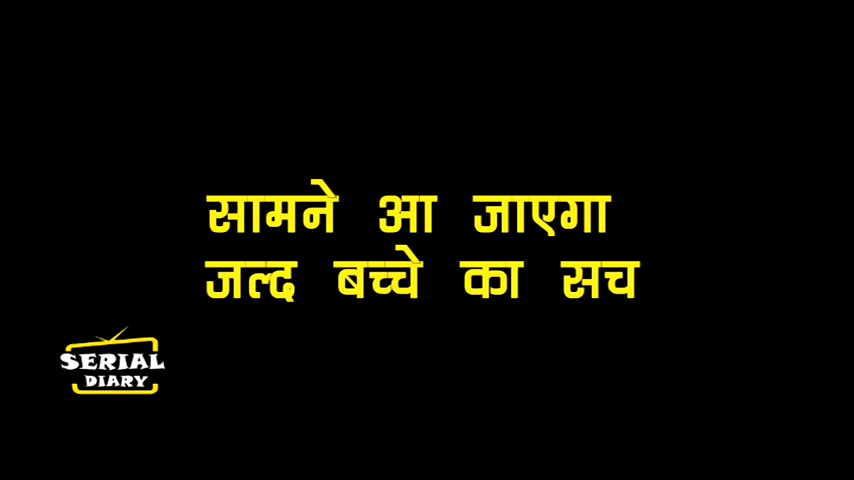 सामने आ जाएगा
जल्द बच्चे का सच
SERIAL
DIARY